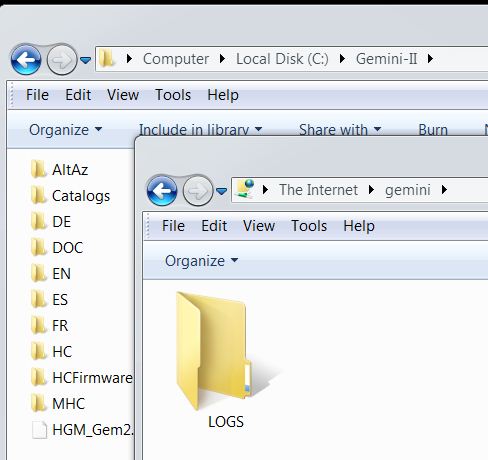 Computer Local Disk (C:) Gemini-II
File Edit View Tools Help
Organize Include in library Share with Burn
AltAz
Catalogs
DE
DOC
EN
ES
FR
HC
HCFirmware
MHC
HGM_Gem2.
The Internet gemini
File Edit View Tools Help
Organize
LOGS